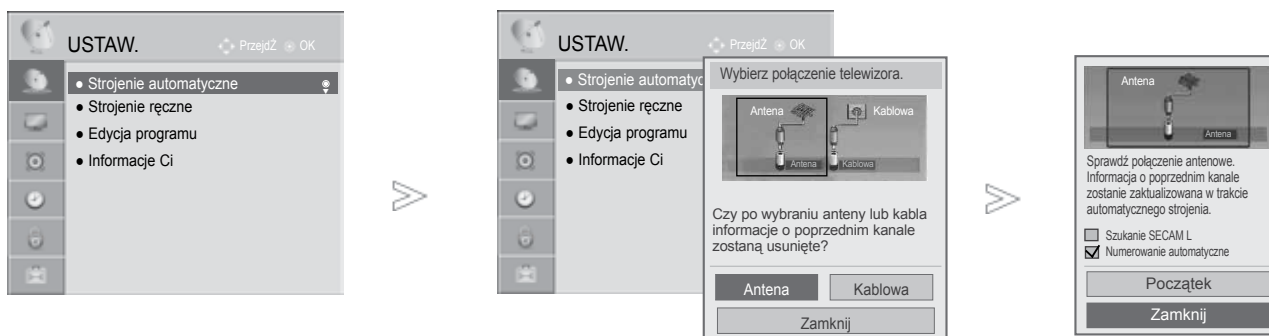 USTAW.
PrzejdŹ OK
● Strojenie automatyczne
● Strojenie ręczne
● Edycja programu
● Informacje Ci
USTAW.
PrzejdŹ OK
● Strojenie automatyc
● Strojenie ręczne
● Edycja programu
● Informacje Ci
Wybierz połączenie telewizora.
Antena
Kablowa
Antena
Kablowa
Czy po wybraniu anteny lub kabla
informacje o poprzednim kanale
zostaną usunięte?
Antena
Kablowa
Zamknij
Antena
Antena
Sprawdź połączenie antenowe.
Informacja o poprzednim kanale
zostanie zaktualizowana w trakcie
automatycznego strojenia.
Szukanie SECAM L
Numerowanie automatyczne
Początek
Zamknij